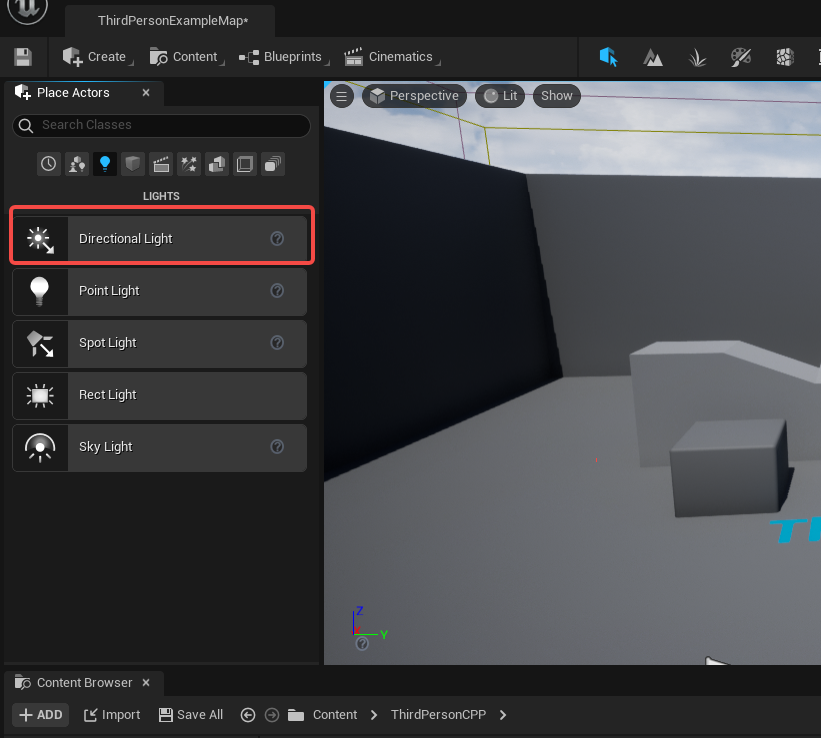 ThirdPersonExampleMap*
Create
Content
Blueprints
Cinematics
Place Actors
Perspective
Lit
Show
Search Classes
LIGHTS
Directional Light
Point Light
Spot Light
Rect Light
Sky Light
Z
Y
Content Browser
ADD
Import
Save All
Content
ThirdPersonCPP